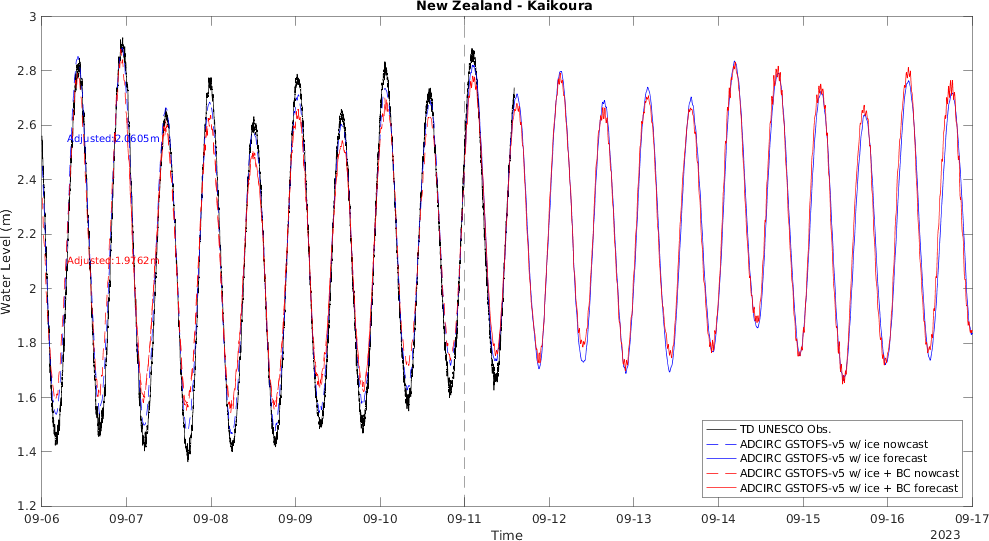 New Zealand - Kaikoura
3
2.8
2.6
2.4
2.2
2
1.8
1.6
1.4
1.2
Water Level (m)
Adjusted:2.0605m
Adjusted:1.9762m
TD UNESCO Obs.
ADCIRC GSTOFS-v5 w/ ice nowcast
ADCIRC GSTOFS-v5 w/ ice forecast
ADCIRC GSTOFS-v5 w/ ice + BC nowcast
ADCIRC GSTOFS-v5 w/ ice + BC forecast
09-06 09-07 09-08 09-09 09-10 09-11 09-12 09-13 09-14 09-15 09-16 09-17
Time
2023